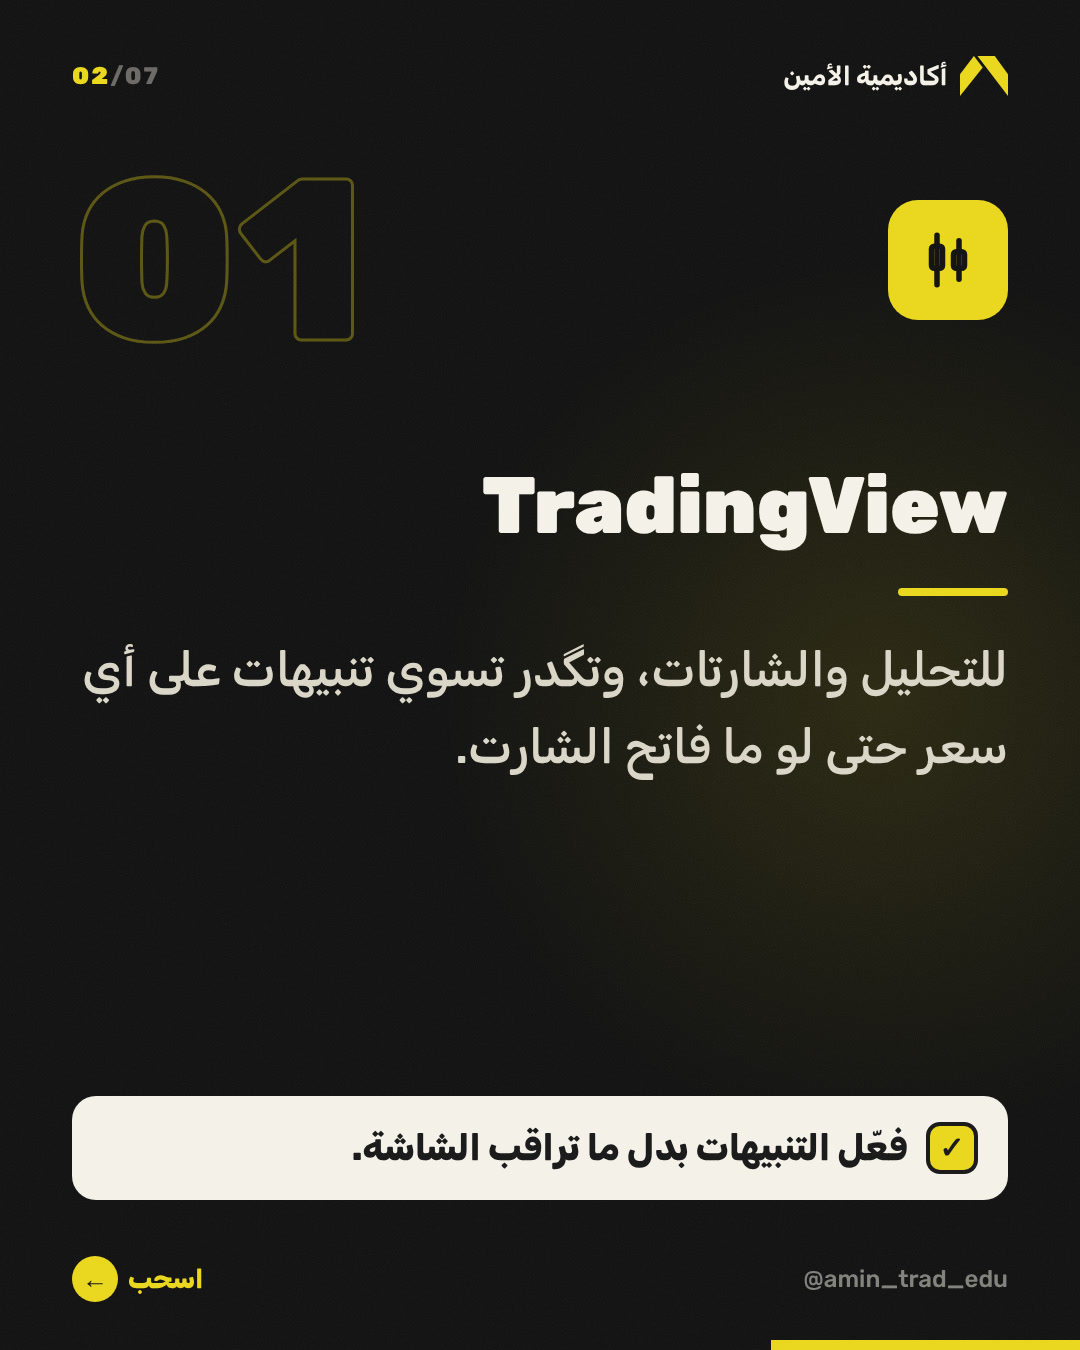 أكاديمية الأمين
02/07
01
TradingView
للتحليل والشارتات، وتگدر تسوي تنبيهات على أي
سعر حتى لو ما فاتح الشارت.
✓ فعّل التنبيهات بدل ما تراقب الشاشة.
@amin_trad_edu
اسحب ←